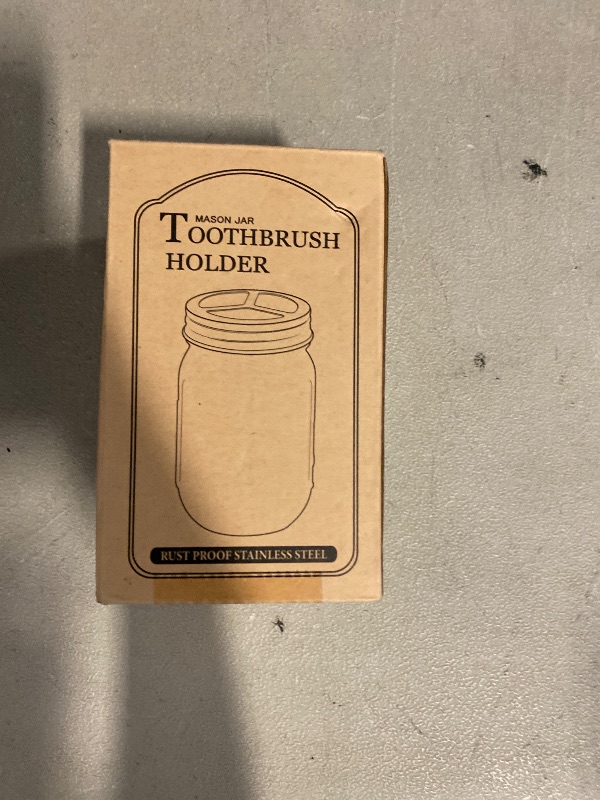 MASON JAR
TOOTHBRUSH
HOLDER
RUST PROOF STAINLESS STEEL